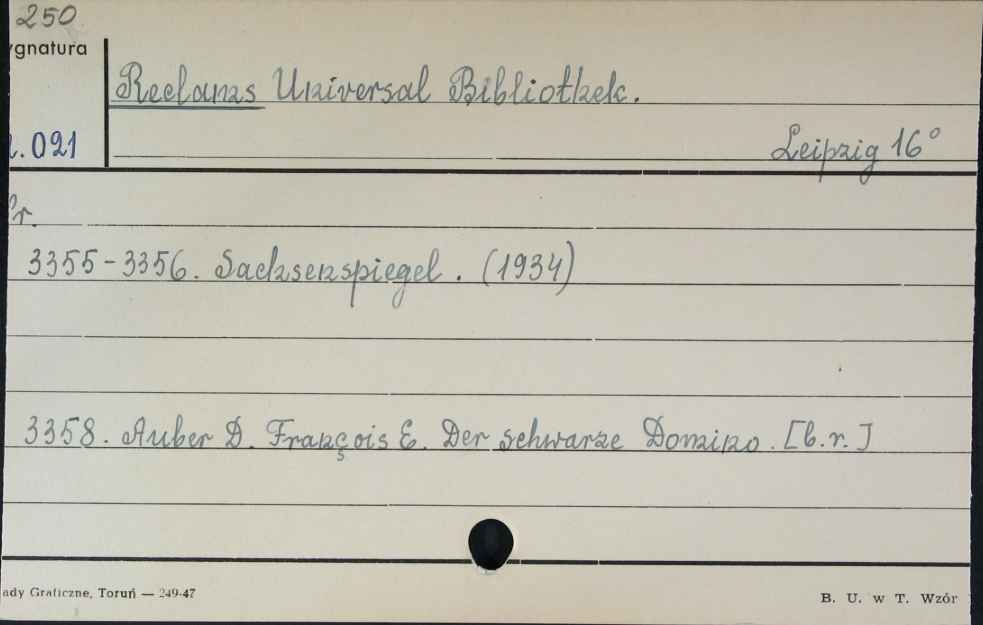 250
ygnatura
Reclams Universal Bibliothek.
.021
Leipzig 16°
r.
3355-3356. Sachsenspiegel. (1934)
3358. Auber D. François E. Der schwarze Domino. [b.r.]
ady Graficzne, Toruń — 249-47
B. U. w T. Wzór